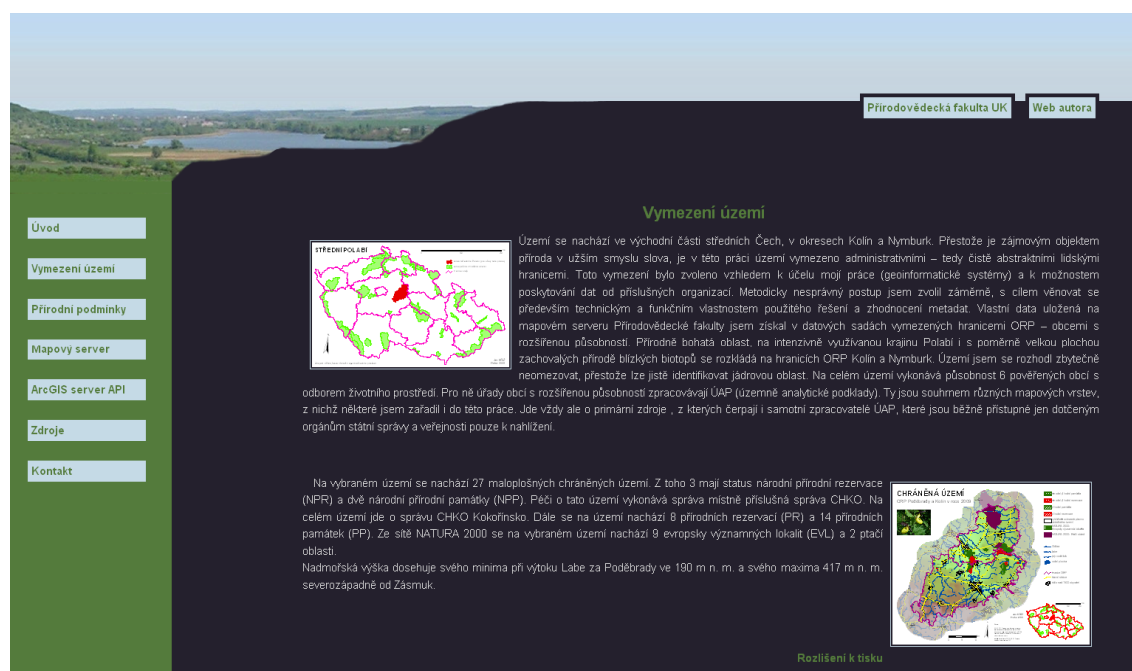 Přírodovědecká fakulta UK
Web autora
Úvod
Vymezení území
Přírodní podmínky
Mapový server
ArcGIS server API
Zdroje
Kontakt
Vymezení území
STŘEDNÍ POLABÍ
Území se nachází ve východní části středních Čech, v okresech Kolín a Nymburk. Přestože je zájmovým objektem
příroda v užším smyslu slova, je v této práci území vymezeno administrativními – tedy čistě abstraktními lidskými
hranicemi. Toto vymezení bylo zvoleno vzhledem k účelu mojí práce (geoinformatické systémy) a k možnostem
poskytování dat od příslušných organizací. Metodicky nesprávný postup jsem zvolil záměrně, s cílem věnovat se
především technickým a funkčním vlastnostem použitého řešení a zhodnocení metadat. Vlastní data uložená na
mapovém serveru Přírodovědecké fakulty jsem získal v datových sadách vymezených hranicemi ORP – obcemi s
rozšířenou působností. Přírodně bohatá oblast, na intenzivně využívanou krajinu Polabí i s poměrně velkou plochou
zachovalých přírodě blízkých biotopů se rozkládá na hranicích ORP Kolín a Nymburk. Území jsem se rozhodl zbytečně
neomezovat, přestože lze jistě identifikovat jádrovou oblast. Na celém území vykonává působnost 6 pověřených obcí s
odborem životního prostředí. Pro ně úřady obcí s rozšířenou působností zpracovávají ÚAP (územně analytické podklady). Ty jsou souhrnem různých mapových vrstev,
z nichž některé jsem zařadil i do této práce. Jde vždy ale o primární zdroje , z kterých čerpají i samotní zpracovatelé ÚAP, které jsou běžně přístupné jen dotčeným
orgánům státní správy a veřejnosti pouze k nahlížení.
Na vybraném území se nachází 27 maloplošných chráněných území. Z toho 3 mají status národní přírodní rezervace
(NPR) a dvě národní přírodní památky (NPP). Péči o tato území vykonává správa místně příslušná správa CHKO. Na
celém území jde o správu CHKO Kokořínsko. Dále se na území nachází 8 přírodních rezervací (PR) a 14 přírodních
památek (PP). Ze sítě NATURA 2000 se na vybraném území nachází 9 evropsky významných lokalit (EVL) a 2 ptačí
oblasti.
Nadmořská výška dosehuje svého minima při výtoku Labe za Poděbrady ve 190 m n. m. a svého maxima 417 m n. m.
severozápadně od Zásmuk.
CHRÁNĚNÁ ÚZEMÍ
Rozlišení k tisku